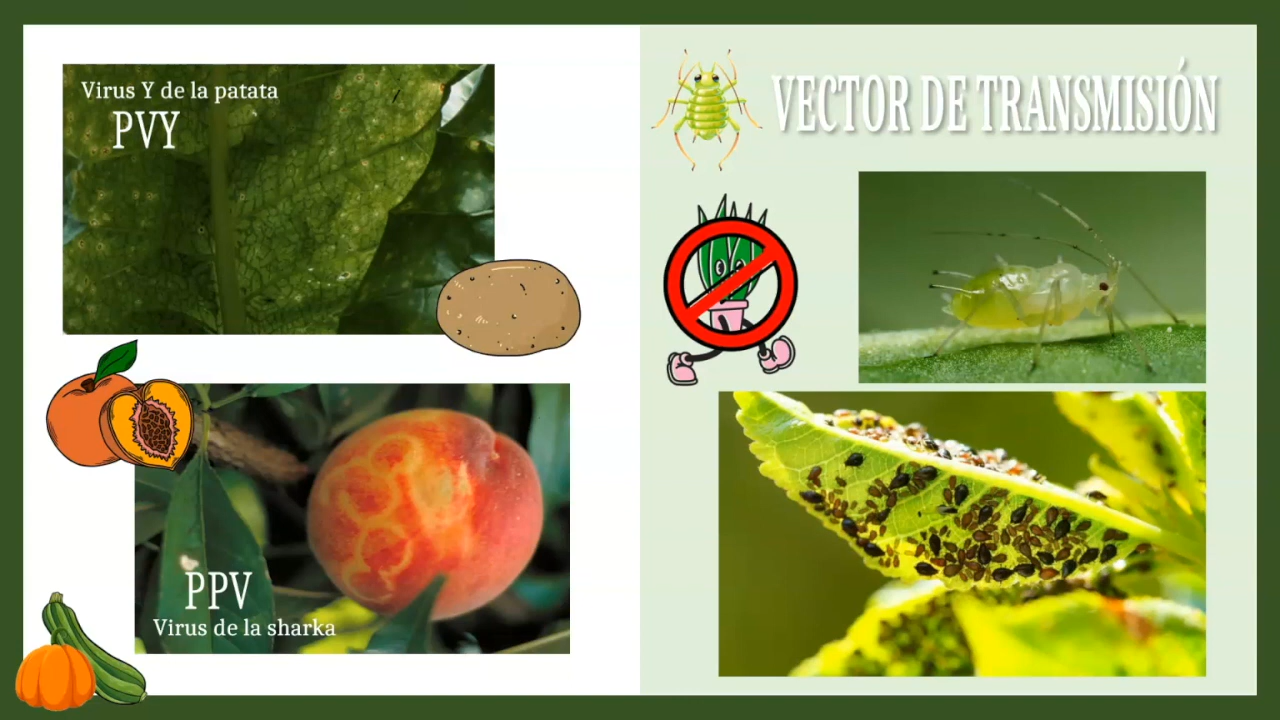 Virus Y de la patata
PVY
PPV
Virus de la sharka
VECTOR DE TRANSMISIÓN